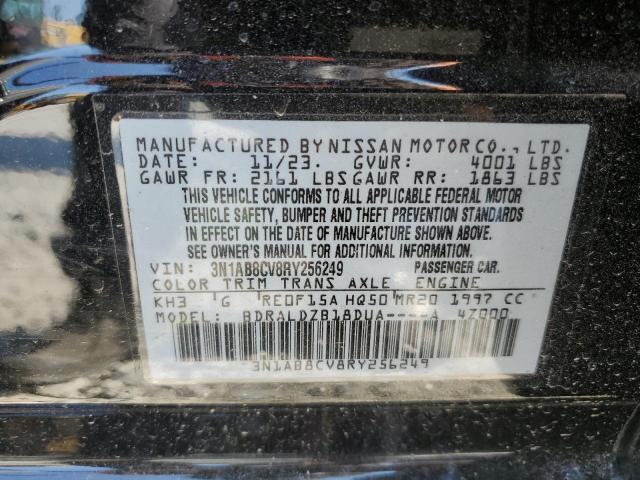 MANUFACTURED BY NISSAN MOTOR CO., LTD.
DATE: 11/23. GVWR: 4001 LBS
GAWR FR: 2161 LBS GAWR RR: 1863 LBS
THIS VEHICLE CONFORMS TO ALL APPLICABLE FEDERAL MOTOR
VEHICLE SAFETY, BUMPER AND THEFT PREVENTION STANDARDS
IN EFFECT ON THE DATE OF MANUFACTURE SHOWN ABOVE.
SEE OWNER'S MANUAL FOR ADDITIONAL INFORMATION.
VIN: 3N1AB8CV8RY256249 PASSENGER CAR.
COLOR TRIM TRANS AXLE ENGINE
KH3 G RE0F15A HQ50 MR20 1997 CC
MODEL: BDRALDZB18DUA----A 4Z000
3N1AB8CV8RY256249